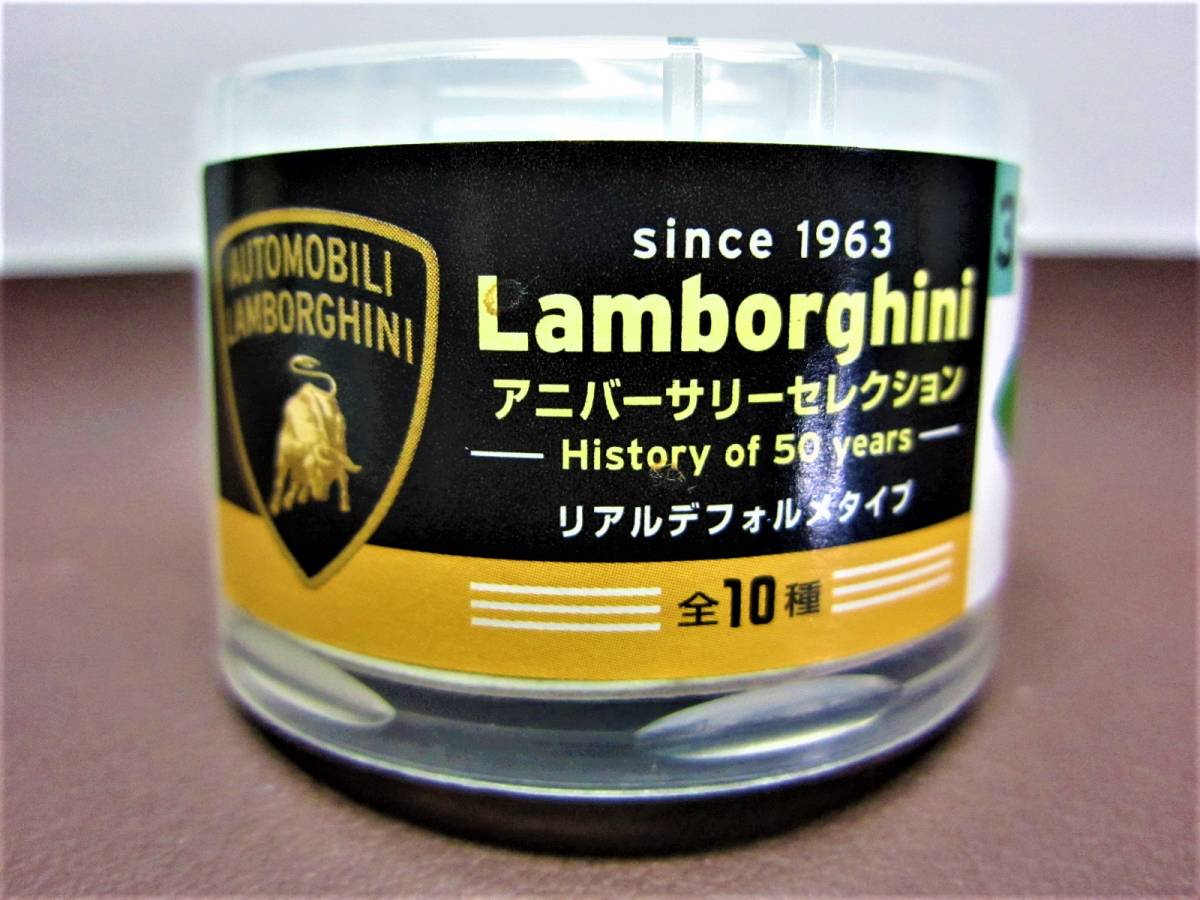 AUTOMOBILI
LAMBORGHINI
since 1963
Lamborghini
アニバーサリーセレクション
History of 50 years
リアルデフォルメタイプ
全10種
3